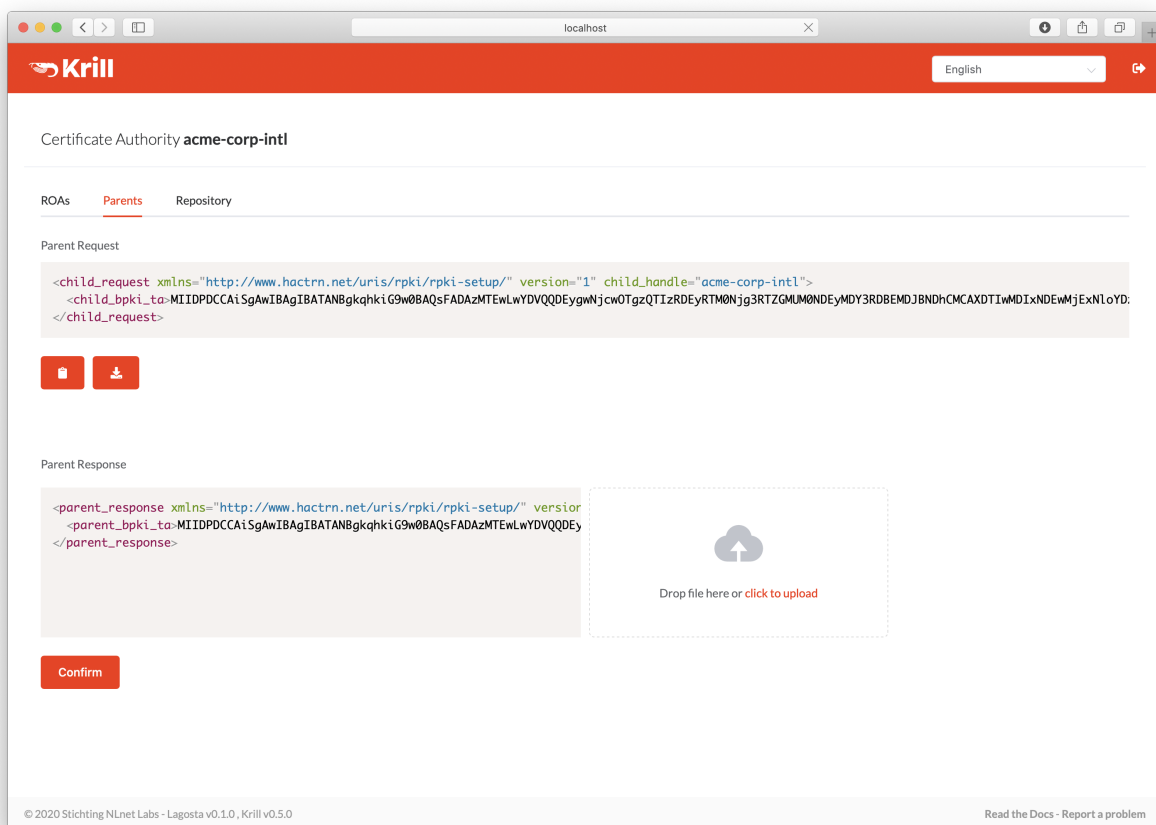 localhost
Krill
English
Certificate Authority acme-corp-intl
ROAs Parents Repository
Parent Request
<child_request xmlns="http://www.hactrn.net/uris/rpki/rpki-setup/" version="1" child_handle="acme-corp-intl">
<child_bpki_ta>MIIDPDCCAiSgAwIBAgIBATANBgkqhkiG9w0BAQsFADAzMTEwLwYDVQQDEygwNjcwOTgzQTIzRDEyRTM0Njg3RTZGMUM0NDEyMDY3RDBEMDJBNDhCMCAXDTIwMDIxNDEwMjExNloYDz
</child_request>
Parent Response
<parent_response xmlns="http://www.hactrn.net/uris/rpki/rpki-setup/" version
<parent_bpki_ta>MIIDPDCCAiSgAwIBAgIBATANBgkqhkiG9w0BAQsFADAzMTEwLwYDVQQDEy
</parent_response>
Drop file here or click to upload
Confirm
© 2020 Stichting NLnet Labs - Lagosta v0.1.0 , Krill v0.5.0
Read the Docs - Report a problem